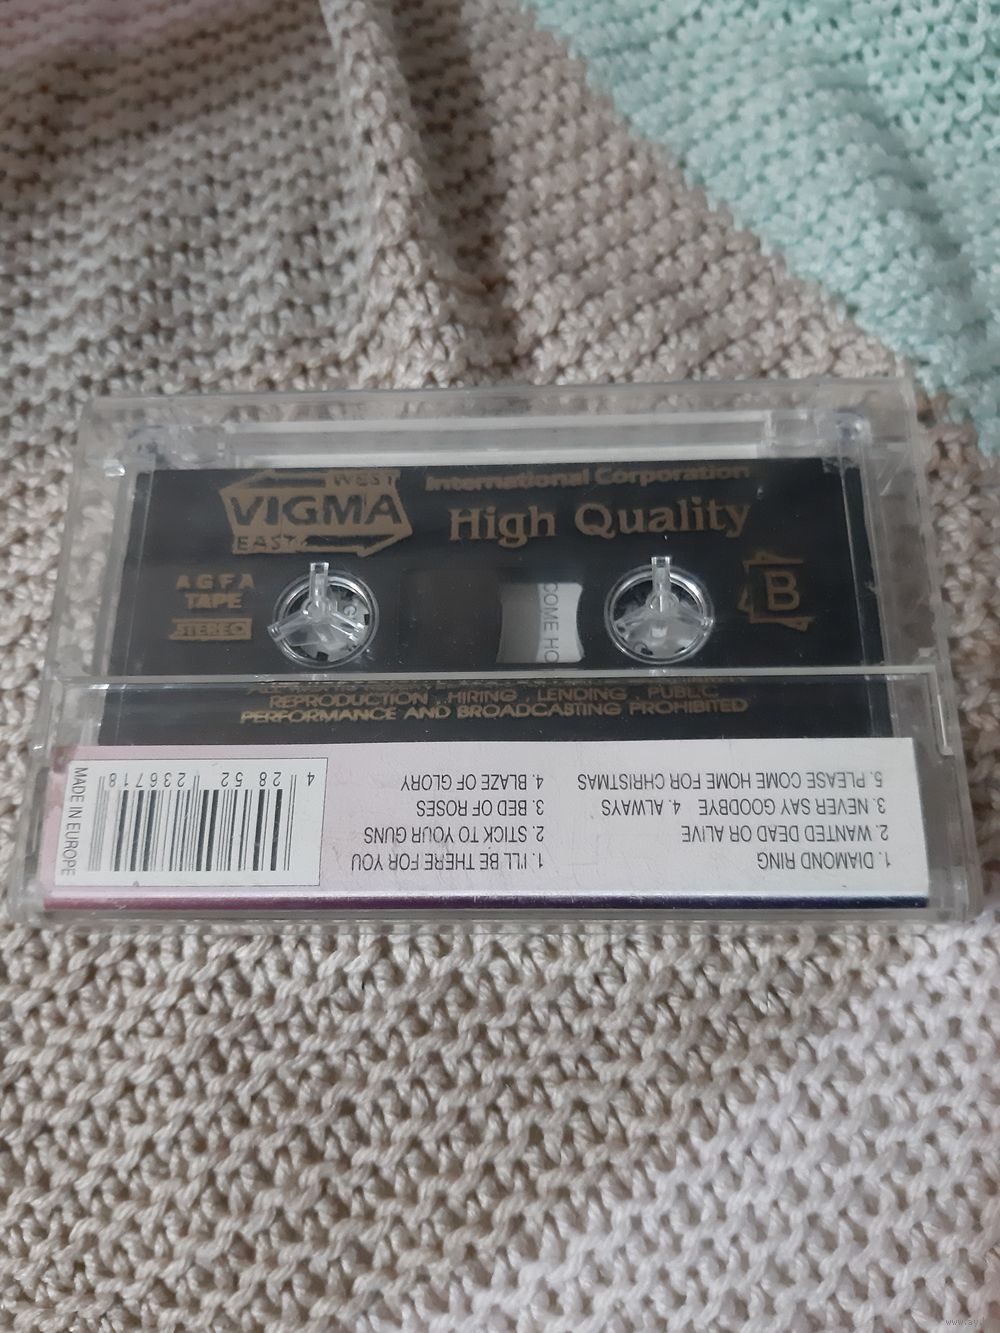 WEST
VIGMA
EAST
International Corporation
High Quality
AGFA
TAPE
STEREO
COME HO
B
REPRODUCTION . HIRING . LENDING . PUBLIC
PERFORMANCE AND BROADCASTING PROHIBITED
1. DIAMOND RING
2. WANTED DEAD OR ALIVE
3. NEVER SAY GOODBYE 4. ALWAYS
5. PLEASE COME HOME FOR CHRISTMAS
1. I'LL BE THERE FOR YOU
2. STICK TO YOUR GUNS
3. BED OF ROSES
4. BLAZE OF GLORY
4 2852 236718
MADE IN EUROPE